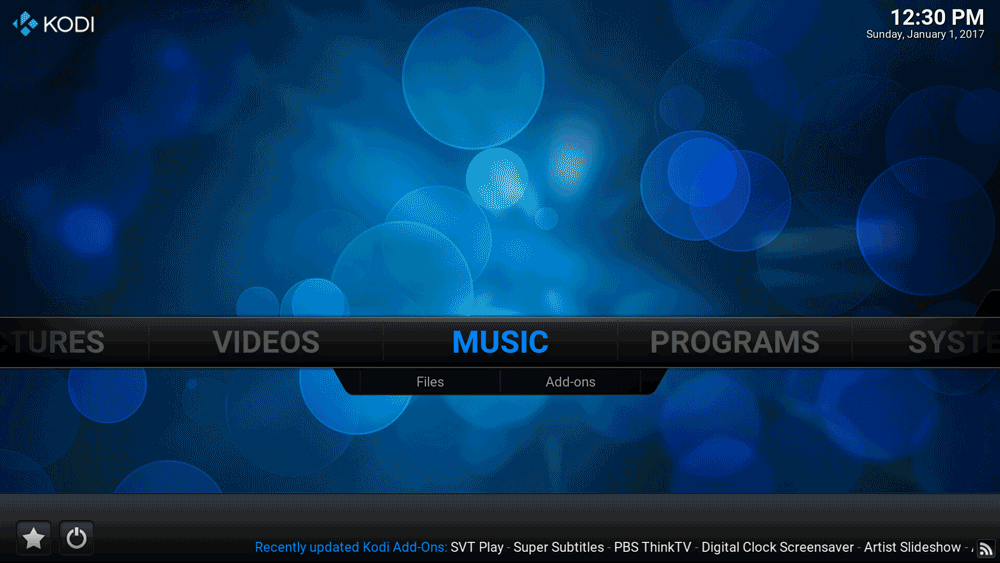 KODI
12:30 PM
Sunday, January 1, 2017
CTURES VIDEOS MUSIC PROGRAMS SYSTE
Files Add-ons
Recently updated Kodi Add-Ons: SVT Play - Super Subtitles - PBS ThinkTV - Digital Clock Screensaver - Artist Slideshow -